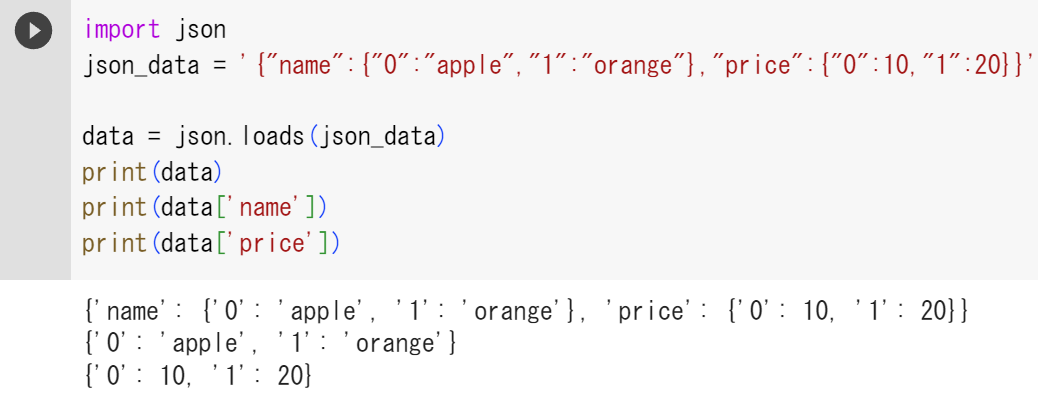 import json
json_data = '{"name":{"0":"apple","1":"orange"},"price":{"0":10,"1":20}}'
data = json.loads(json_data)
print(data)
print(data['name'])
print(data['price'])
{'name': {'0': 'apple', '1': 'orange'}, 'price': {'0': 10, '1': 20}}
{'0': 'apple', '1': 'orange'}
{'0': 10, '1': 20}